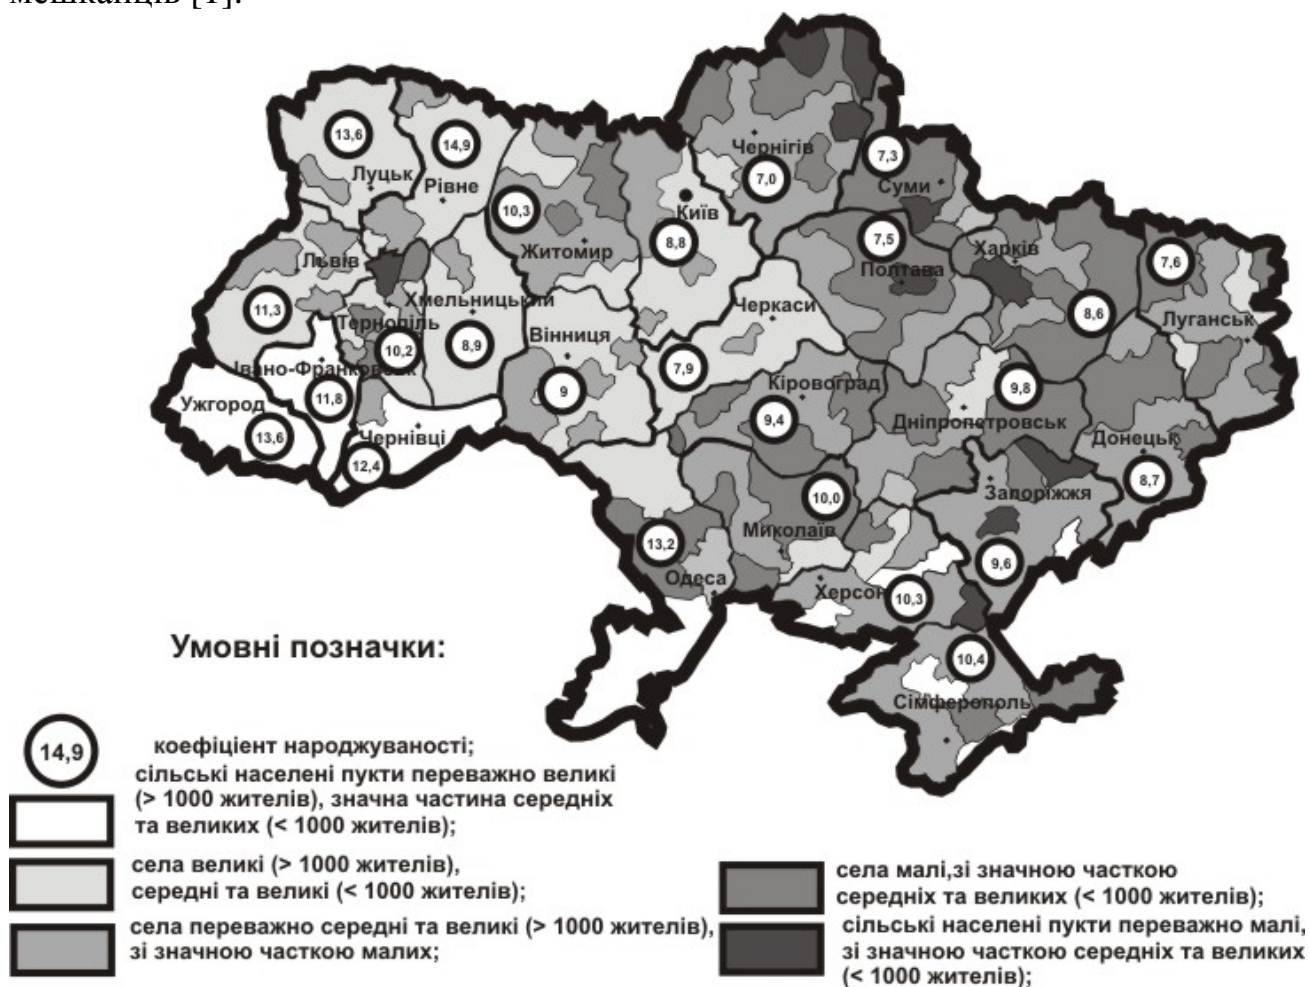 мешканців [1].
13,6
14,9
Луцьк
Рівне
10,3
Житомир
Київ
8,8
Чернігів
7,0
7,3
Суми
7,5
Полтава
Харків
8,6
7,6
Луганськ
Львів
11,3
Хмельницький
Тернопіль
10,2
8,9
Вінниця
9
Черкаси
7,9
Івано-Франковськ
11,8
Ужгород
13,6
Чернівці
12,4
Кіровоград
9,4
9,8
Дніпропетровськ
Донецьк
8,7
Запоріжжя
9,6
10,0
Миколаїв
13,2
Одеса
Херсон
10,3
10,4
Сімферополь
Умовні позначки:
14,9
коефіціент народжуваності;
сільські населені пункти переважно великі
(> 1000 жителів), значна частина середніх
та великих (< 1000 жителів);
села великі (> 1000 жителів),
середні та великі (< 1000 жителів);
села переважно середні та великі (> 1000 жителів),
зі значною часткою малих;
села малі,зі значною часткою
середніх та великих (< 1000 жителів);
сільські населені пункти переважно малі,
зі значною часткою середніх та великих
(< 1000 жителів);